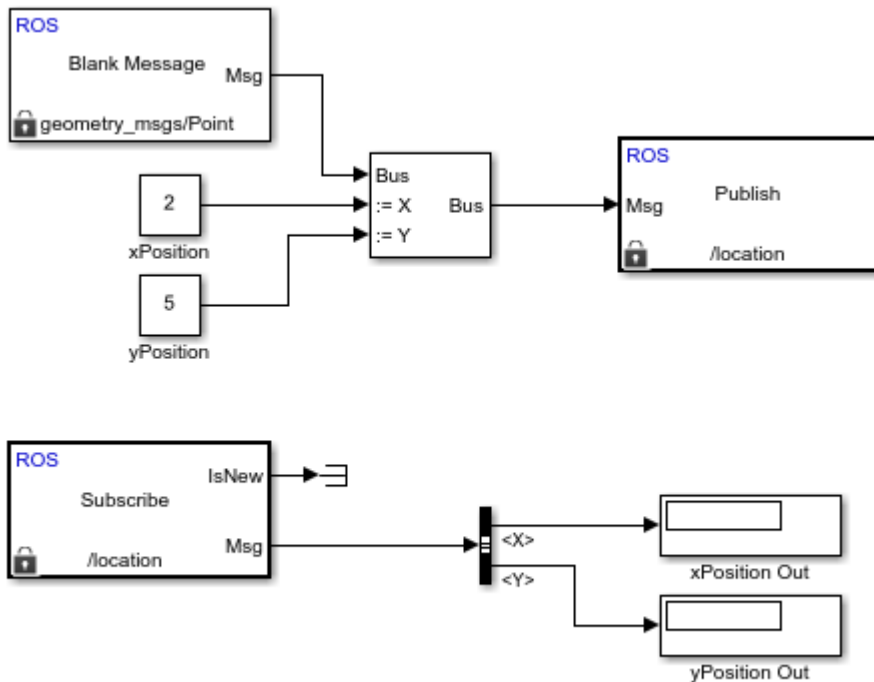 ROS
Blank Message
Msg
geometry_msgs/Point
2
xPosition
5
yPosition
Bus
:= X
:= Y
Bus
ROS
Publish
Msg
/location
ROS
IsNew
Subscribe
Msg
/location
<X>
<Y>
xPosition Out
yPosition Out